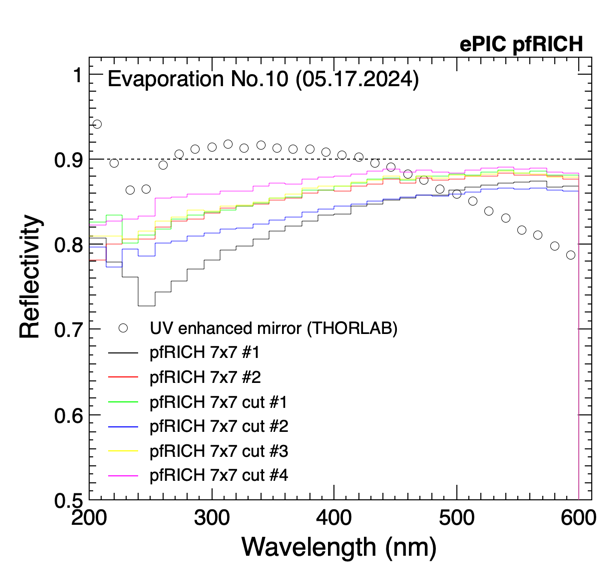 ePIC pfRICH
Evaporation No.10 (05.17.2024)
1
0.9
0.8
0.7
0.6
0.5
Reflectivity
UV enhanced mirror (THORLAB)
pfRICH 7x7 #1
pfRICH 7x7 #2
pfRICH 7x7 cut #1
pfRICH 7x7 cut #2
pfRICH 7x7 cut #3
pfRICH 7x7 cut #4
200 300 400 500 600
Wavelength (nm)